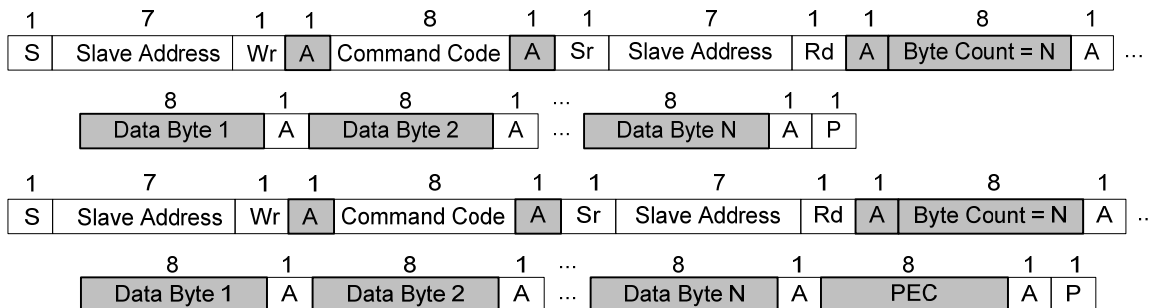 1 7 1 1 8 1 1 7 1 1 8 1
S Slave Address Wr A Command Code A Sr Slave Address Rd A Byte Count = N A ...
8 1 8 1 ... 8 1 1
Data Byte 1 A Data Byte 2 A ... Data Byte N A P
1 7 1 1 8 1 1 7 1 1 8 1
S Slave Address Wr A Command Code A Sr Slave Address Rd A Byte Count = N A ..
8 1 8 1 ... 8 1 8 1 1
Data Byte 1 A Data Byte 2 A ... Data Byte N A PEC A P